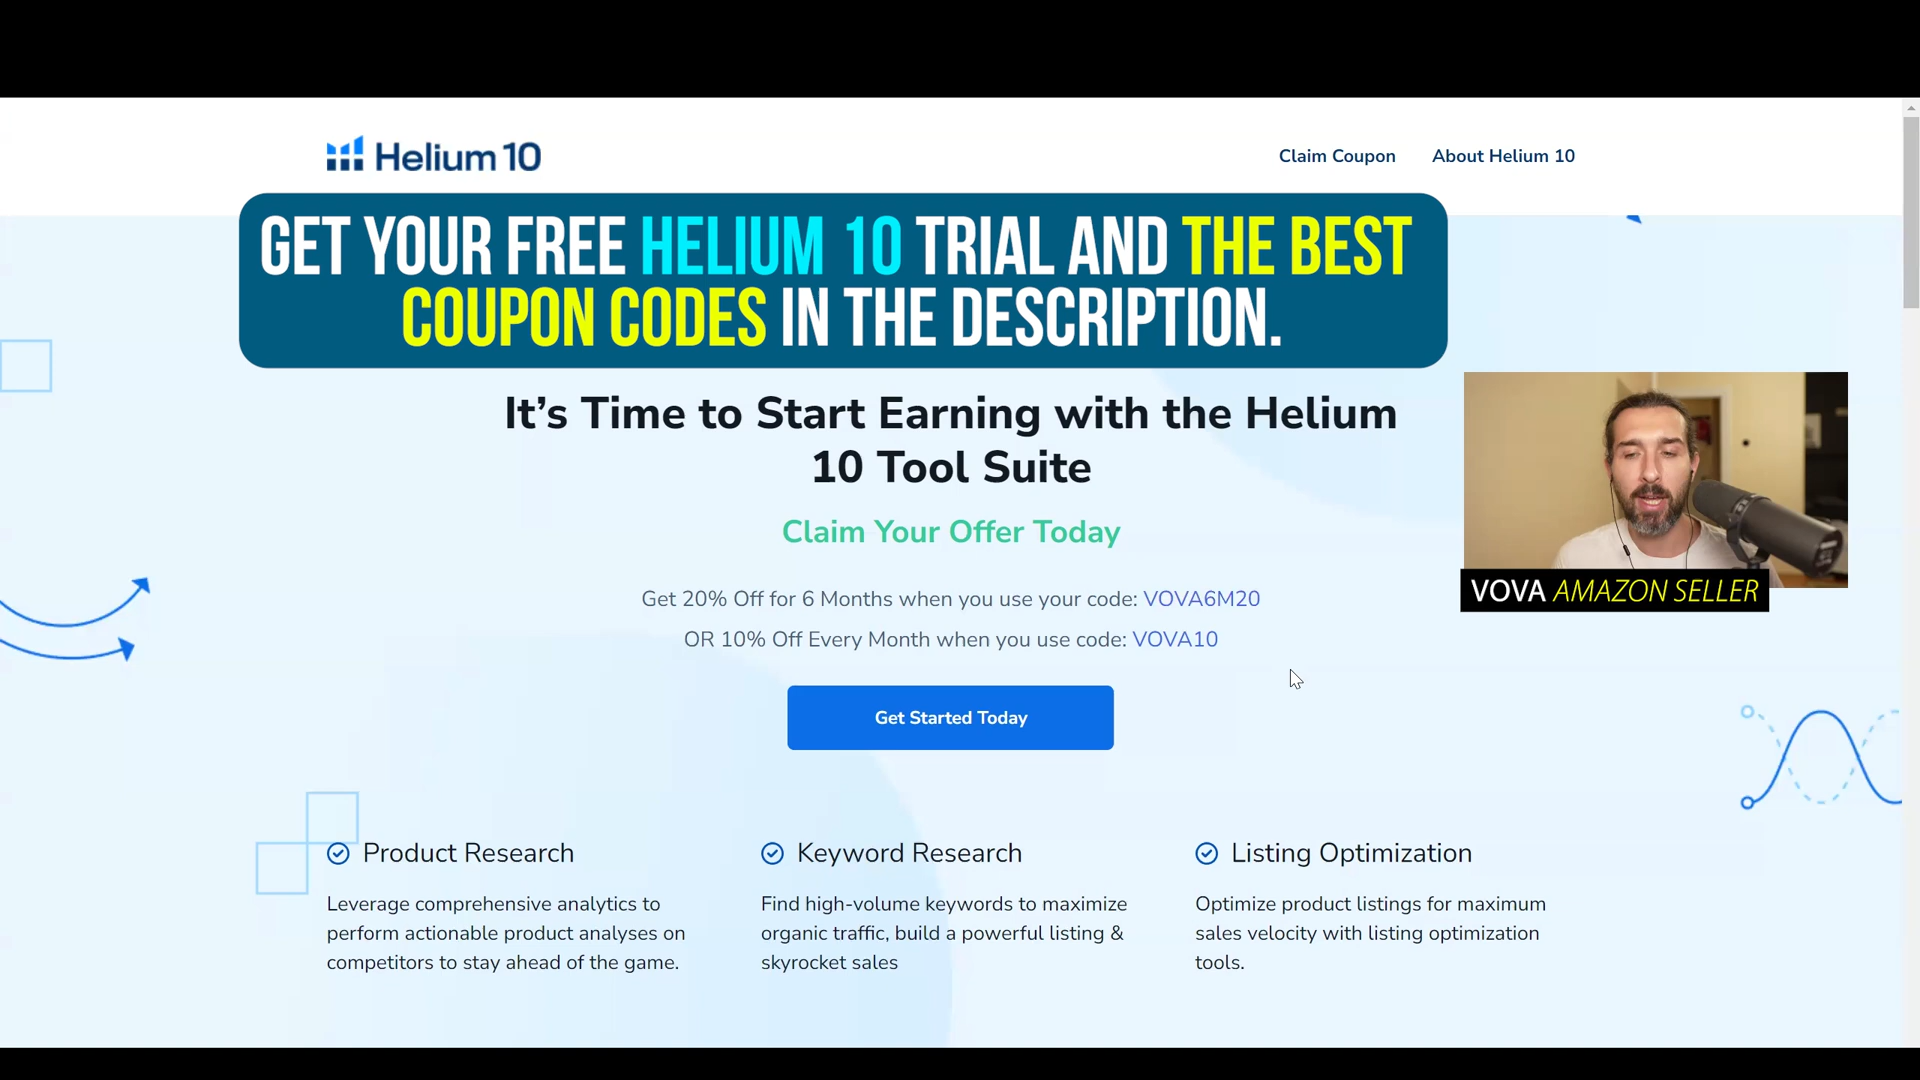 Helium 10
Claim Coupon
About Helium 10
GET YOUR FREE HELIUM 10 TRIAL AND THE BEST
COUPON CODES IN THE DESCRIPTION.
It’s Time to Start Earning with the Helium
10 Tool Suite
Claim Your Offer Today
Get 20% Off for 6 Months when you use your code: VOVA6M20
OR 10% Off Every Month when you use code: VOVA10
VOVA AMAZON SELLER
Get Started Today
Product Research
Leverage comprehensive analytics to
perform actionable product analyses on
competitors to stay ahead of the game.
Keyword Research
Find high-volume keywords to maximize
organic traffic, build a powerful listing &
skyrocket sales
Listing Optimization
Optimize product listings for maximum
sales velocity with listing optimization
tools.